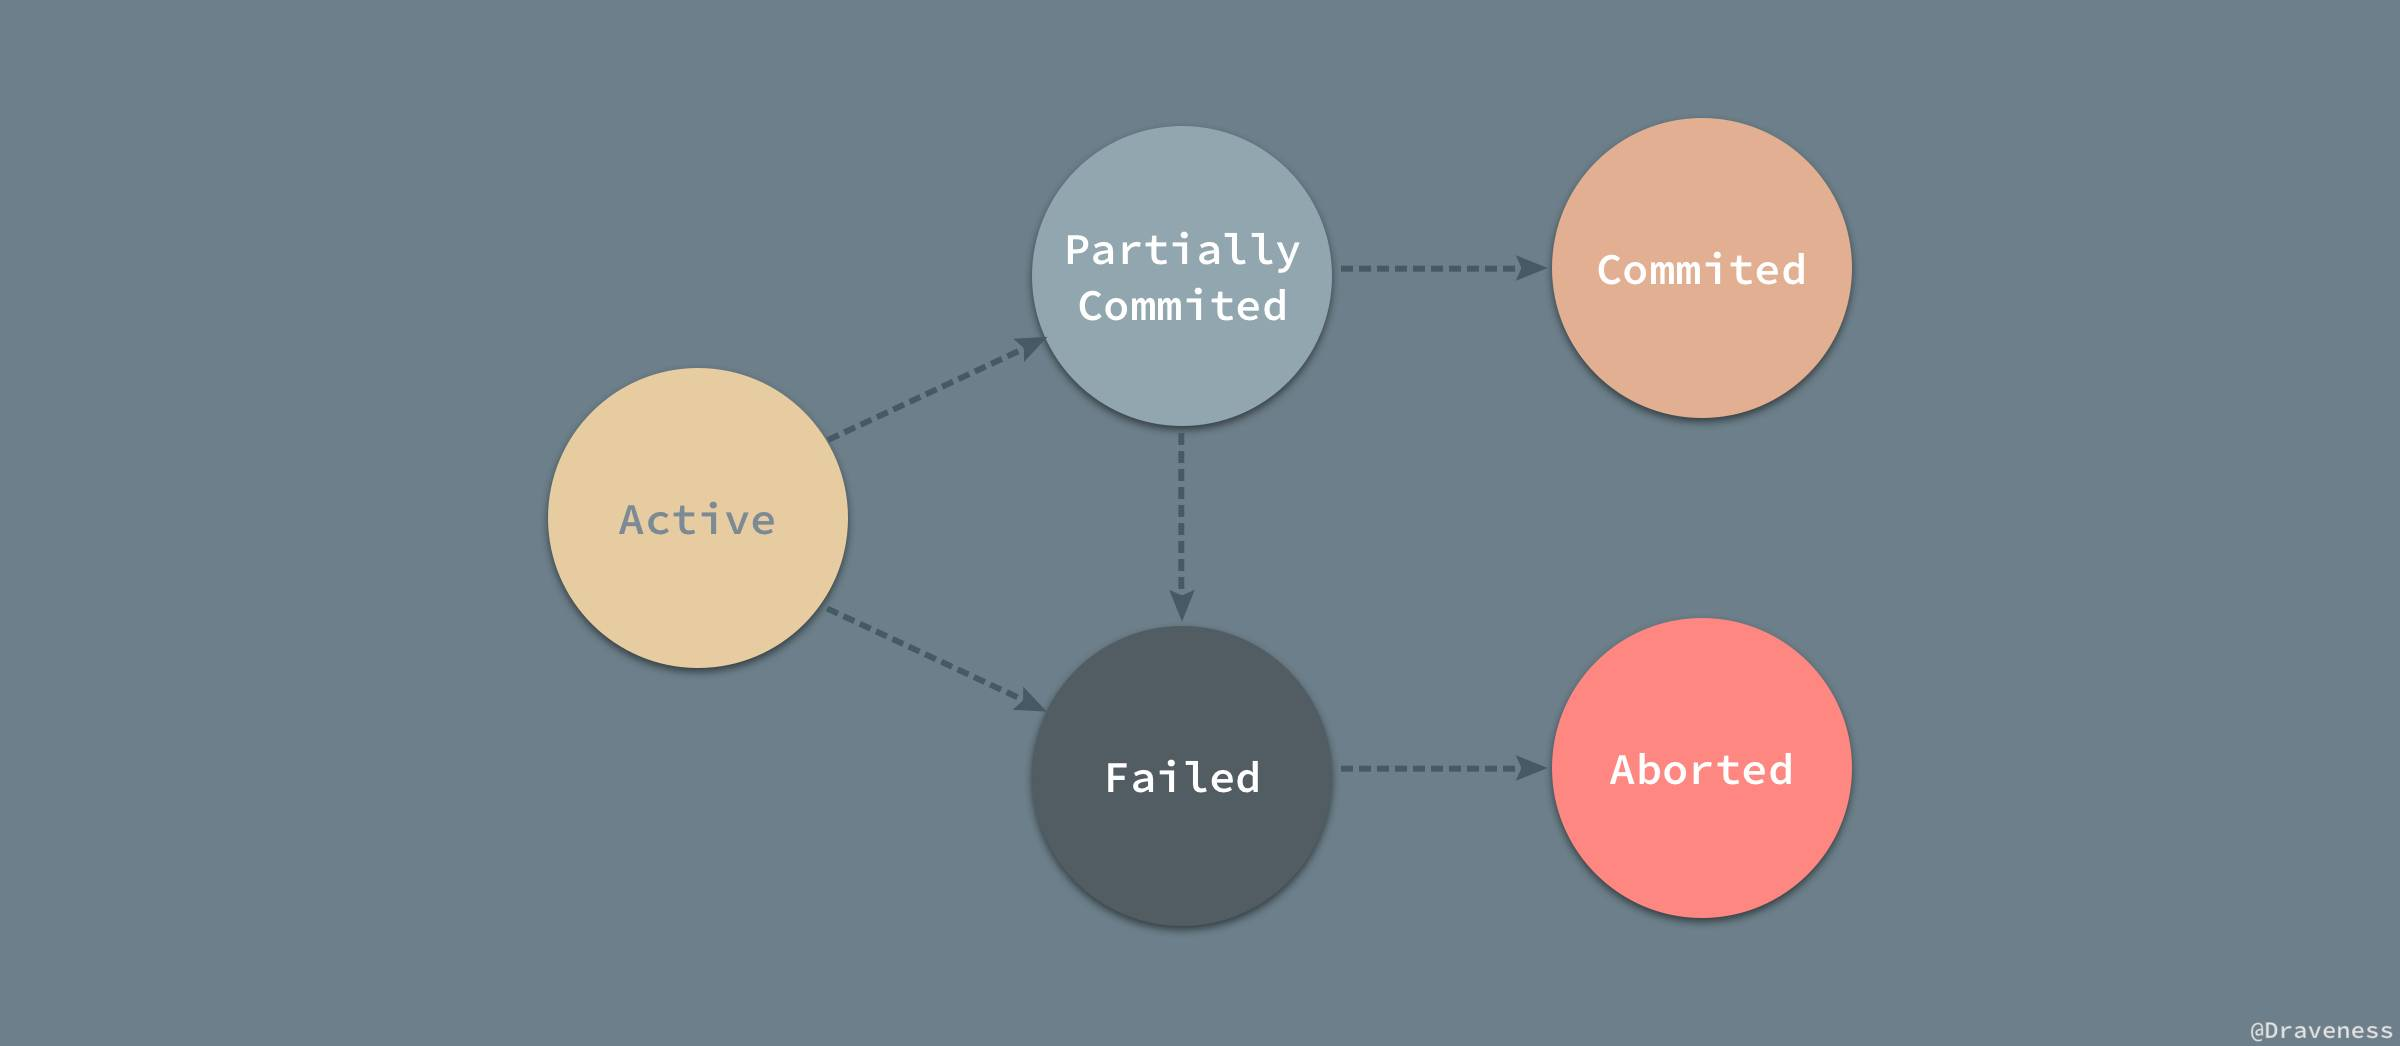 Partially
Commited
Commited
Active
Failed
Aborted
@Draveness